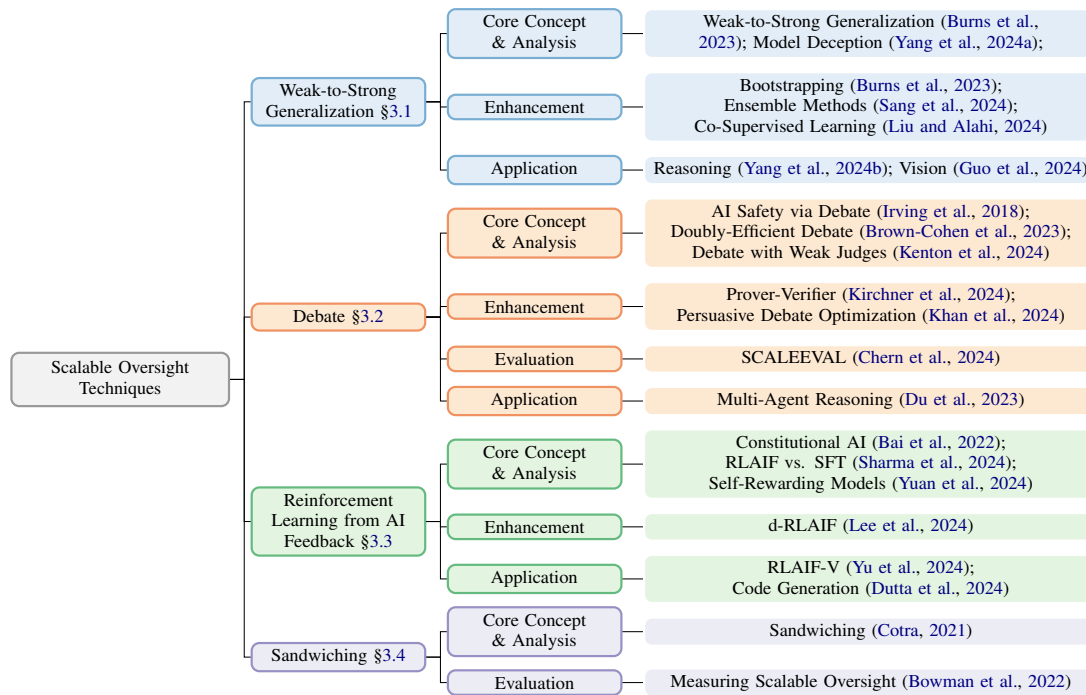 Scalable Oversight
Techniques
Weak-to-Strong
Generalization §3.1
Core Concept
& Analysis
Weak-to-Strong Generalization (Burns et al.,
2023); Model Deception (Yang et al., 2024a);
Enhancement
Bootstrapping (Burns et al., 2023);
Ensemble Methods (Sang et al., 2024);
Co-Supervised Learning (Liu and Alahi, 2024)
Application
Reasoning (Yang et al., 2024b); Vision (Guo et al., 2024)
Debate §3.2
Core Concept
& Analysis
AI Safety via Debate (Irving et al., 2018);
Doubly-Efficient Debate (Brown-Cohen et al., 2023);
Debate with Weak Judges (Kenton et al., 2024)
Enhancement
Prover-Verifier (Kirchner et al., 2024);
Persuasive Debate Optimization (Khan et al., 2024)
Evaluation
SCALEEVAL (Chern et al., 2024)
Application
Multi-Agent Reasoning (Du et al., 2023)
Reinforcement
Learning from AI
Feedback §3.3
Core Concept
& Analysis
Constitutional AI (Bai et al., 2022);
RLAIF vs. SFT (Sharma et al., 2024);
Self-Rewarding Models (Yuan et al., 2024)
Enhancement
d-RLAIF (Lee et al., 2024)
Application
RLAIF-V (Yu et al., 2024);
Code Generation (Dutta et al., 2024)
Sandwiching §3.4
Core Concept
& Analysis
Sandwiching (Cotra, 2021)
Evaluation
Measuring Scalable Oversight (Bowman et al., 2022)